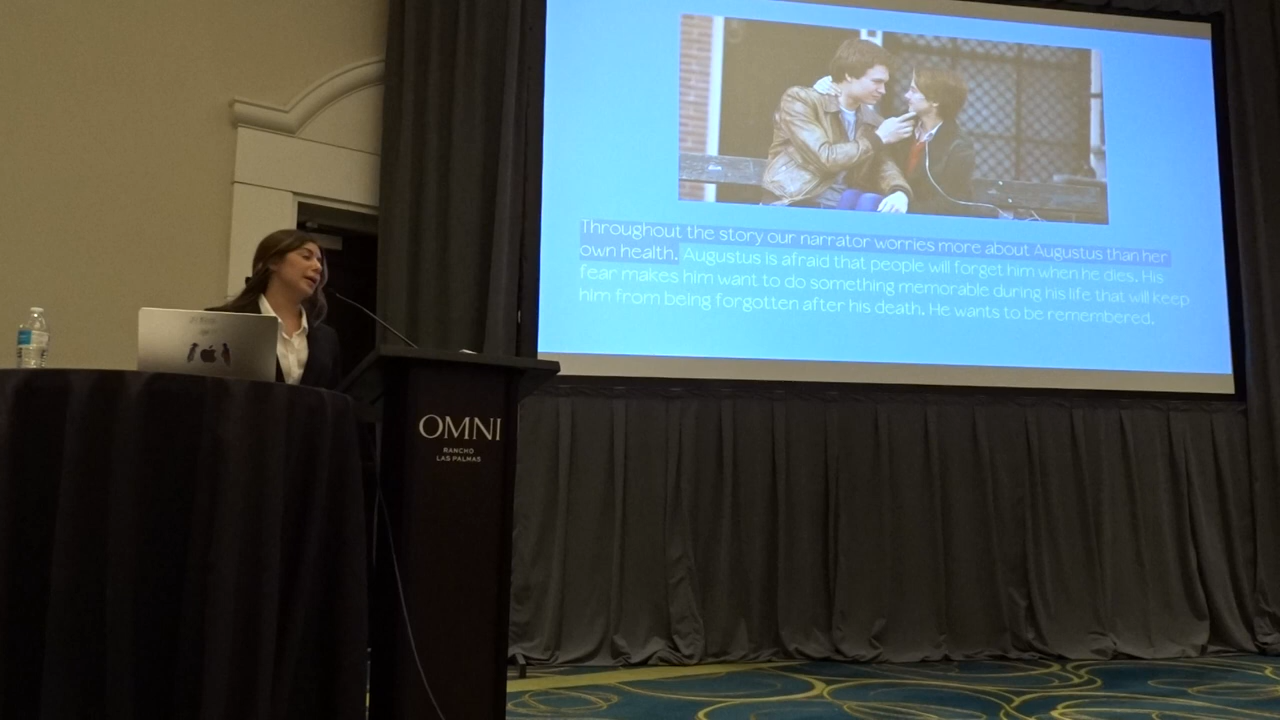 Throughout the story our narrator worries more about Augustus than her
own health. Augustus is afraid that people will forget him when he dies. His
fear makes him want to do something memorable during his life that will keep
him from being forgotten after his death. He wants to be remembered.
OMNI
RANCHO
LAS PALMAS